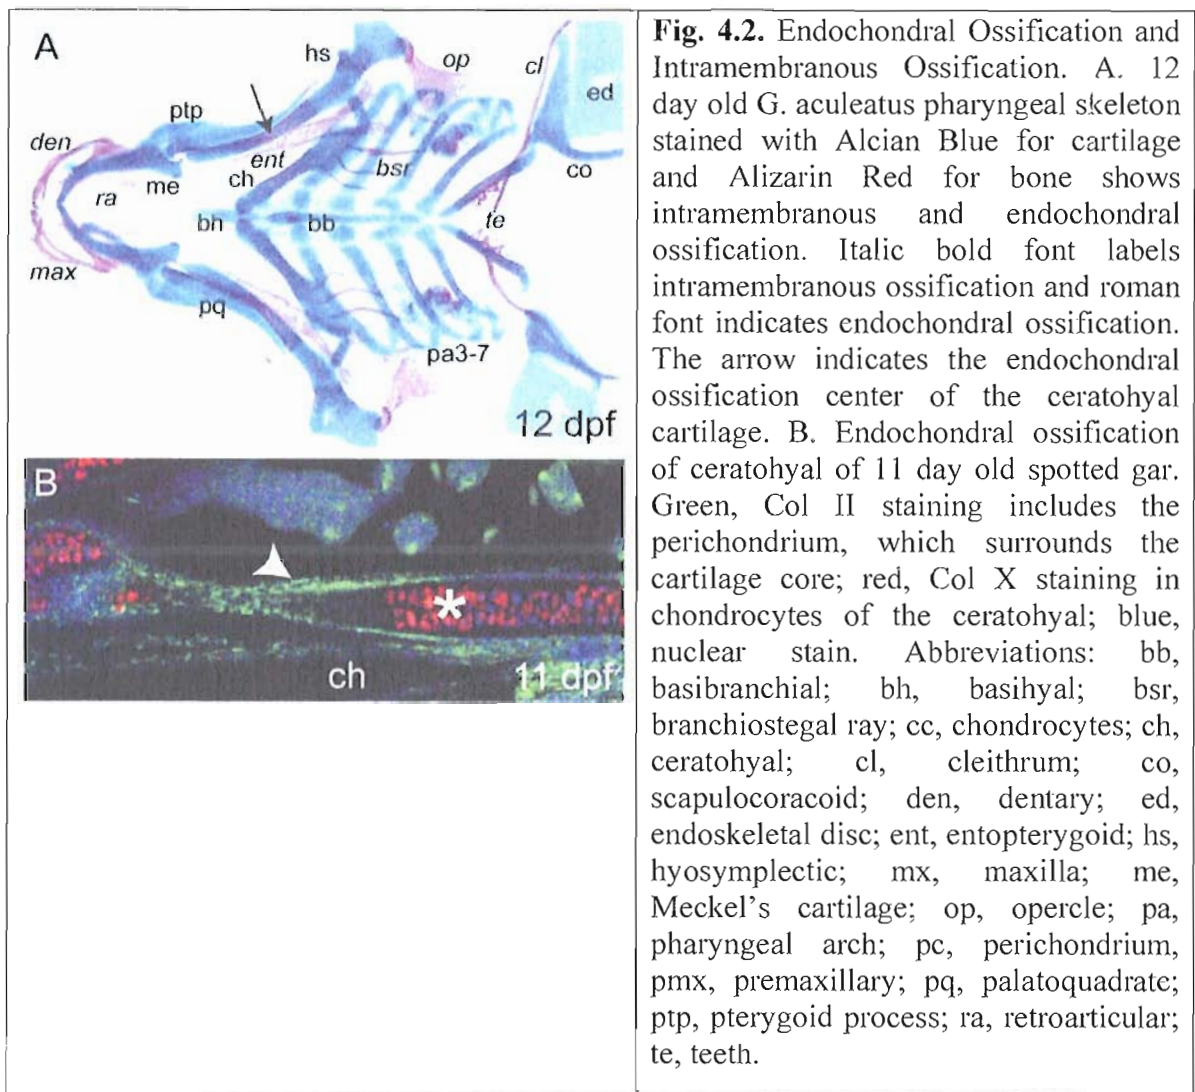 A
hs
op
cl
ed
ptp
den
me
ent
ch
ra
bsr
co
bh
bb
te
max
pq
pa3-7
12 dpf
B
ch
11 dpf
Fig. 4.2. Endochondral Ossification and
Intramembranous Ossification. A. 12
day old G. aculeatus pharyngeal skeleton
stained with Alcian Blue for cartilage
and Alizarin Red for bone shows
intramembranous and endochondral
ossification. Italic bold font labels
intramembranous ossification and roman
font indicates endochondral ossification.
The arrow indicates the endochondral
ossification center of the ceratohyal
cartilage. B. Endochondral ossification
of ceratohyal of 11 day old spotted gar.
Green, Col II staining includes the
perichondrium, which surrounds the
cartilage core; red, Col X staining in
chondrocytes of the ceratohyal; blue,
nuclear stain. Abbreviations: bb,
basibranchial; bh, basihyal; bsr,
branchiostegal ray; cc, chondrocytes; ch,
ceratohyal; cl, cleithrum; co,
scapulocoracoid; den, dentary; ed,
endoskeletal disc; ent, entopterygoid; hs,
hyosymplectic; mx, maxilla; me,
Meckel's cartilage; op, opercle; pa,
pharyngeal arch; pc, perichondrium,
pmx, premaxillary; pq, palatoquadrate;
ptp, pterygoid process; ra, retroarticular;
te, teeth.